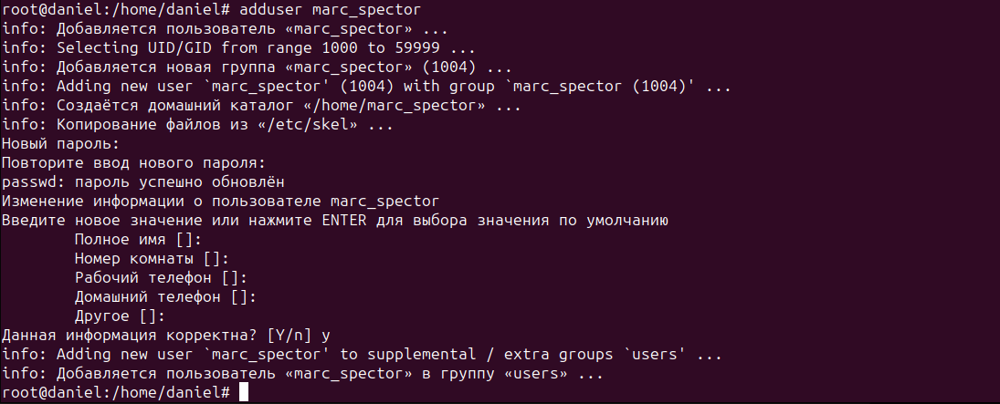 root@daniel:/home/daniel# adduser marc_spector
info: Добавляется пользователь «marc_spector» ...
info: Selecting UID/GID from range 1000 to 59999 ...
info: Добавляется новая группа «marc_spector» (1004) ...
info: Adding new user `marc_spector' (1004) with group `marc_spector (1004)' ...
info: Создаётся домашний каталог «/home/marc_spector» ...
info: Копирование файлов из «/etc/skel» ...
Новый пароль:
Повторите ввод нового пароля:
passwd: пароль успешно обновлён
Изменение информации о пользователе marc_spector
Введите новое значение или нажмите ENTER для выбора значения по умолчанию
        Полное имя []:
        Номер комнаты []:
        Рабочий телефон []:
        Домашний телефон []:
        Другое []:
Данная информация корректна? [Y/n] y
info: Adding new user `marc_spector' to supplemental / extra groups `users' ...
info: Добавляется пользователь «marc_spector» в группу «users» ...
root@daniel:/home/daniel#